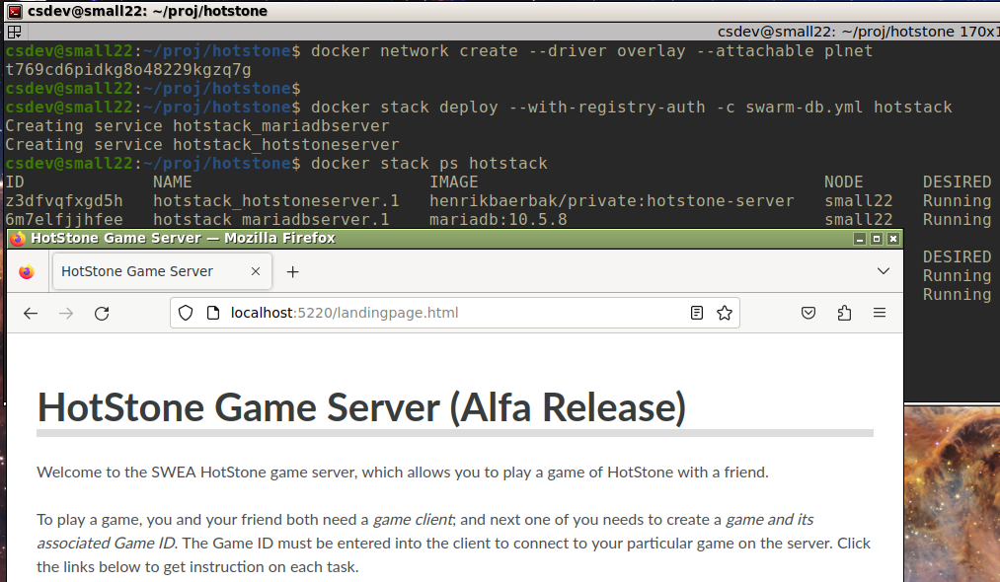 csdev@small22: ~/proj/hotstone
csdev@small22: ~/proj/hotstone 170x1
csdev@small22:~/proj/hotstone$ docker network create --driver overlay --attachable plnet
t769cd6pidkg8o48229kgzq7g
csdev@small22:~/proj/hotstone$
csdev@small22:~/proj/hotstone$ docker stack deploy --with-registry-auth -c swarm-db.yml hotstack
Creating service hotstack_mariadbserver
Creating service hotstack_hotstoneserver
csdev@small22:~/proj/hotstone$ docker stack ps hotstack
ID NAME IMAGE NODE DESIRED
z3dfvqfxgd5h hotstack_hotstoneserver.1 henrikbaerbak/private:hotstone-server small22 Running
6m7elfjjhfee hotstack_mariadbserver.1 mariadb:10.5.8 small22 Running
HotStone Game Server — Mozilla Firefox
DESIRED
HotStone Game Server
Running
Running
localhost:5220/landingpage.html
HotStone Game Server (Alfa Release)
Welcome to the SWEA HotStone game server, which allows you to play a game of HotStone with a friend.
To play a game, you and your friend both need a game client; and next one of you needs to create a game and its
associated Game ID. The Game ID must be entered into the client to connect to your particular game on the server. Click
the links below to get instruction on each task.